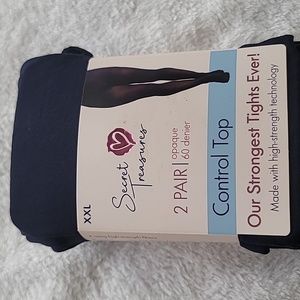 Secret
Treasures
XXL
2 PAIR | opaque
60 denier
Control Top
Our Strongest Tights Ever!
Made with high-strength technology